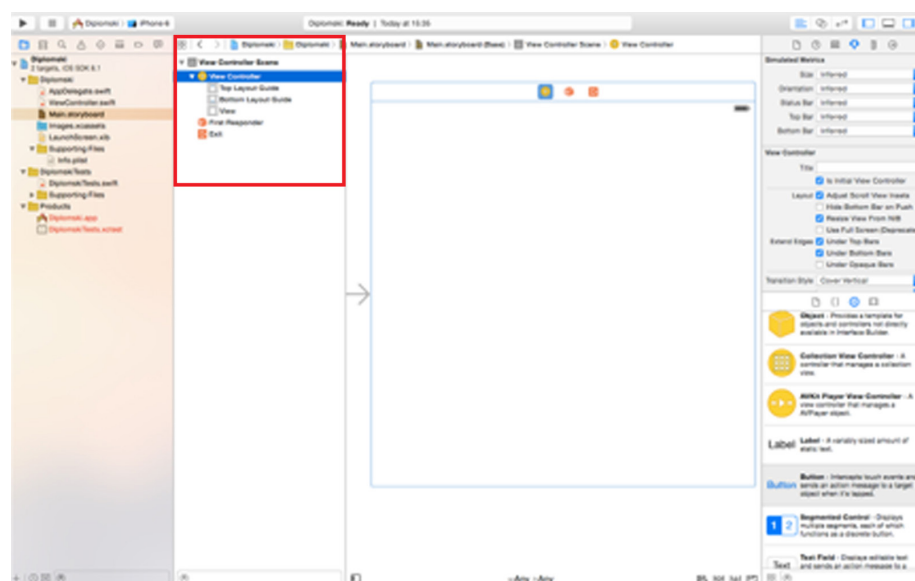 Diplomski
iPhone 6
Diplomski: Ready | Today at 15:35
Diplomski
Diplomski
Main.storyboard
Main.storyboard (Base)
View Controller Scene
View Controller
Diplomski
2 targets, iOS SDK 8.1
Diplomski
AppDelegate.swift
ViewController.swift
Main.storyboard
Images.xcassets
LaunchScreen.xib
Supporting Files
Info.plist
DiplomskiTests
DiplomskiTests.swift
Supporting Files
Products
Diplomski.app
DiplomskiTests.xctest
View Controller Scene
View Controller
Top Layout Guide
Bottom Layout Guide
View
First Responder
Exit
Simulated Metrics
Size Inferred
Orientation Inferred
Status Bar Inferred
Top Bar Inferred
Bottom Bar Inferred
View Controller
Title
Is Initial View Controller
Layout Adjust Scroll View Insets
Hide Bottom Bar on Push
Resize View From NIB
Use Full Screen (Deprecate
Extend Edges Under Top Bars
Under Bottom Bars
Under Opaque Bars
Transition Style Cover Vertical
Object - Provides a template for
objects and controllers not directly
available in Interface Builder.
Collection View Controller - A
controller that manages a collection
view.
AVKit Player View Controller - A
view controller that manages a
AVPlayer object.
Label Label - A variably sized amount of
static text.
Button - Intercepts touch events and
Button sends an action message to a target
object when it's tapped.
Segmented Control - Displays
1 2 multiple segments, each of which
functions as a discrete button.
Text Field - Displays editable text
Text and sends an action message to a
wAny hAny